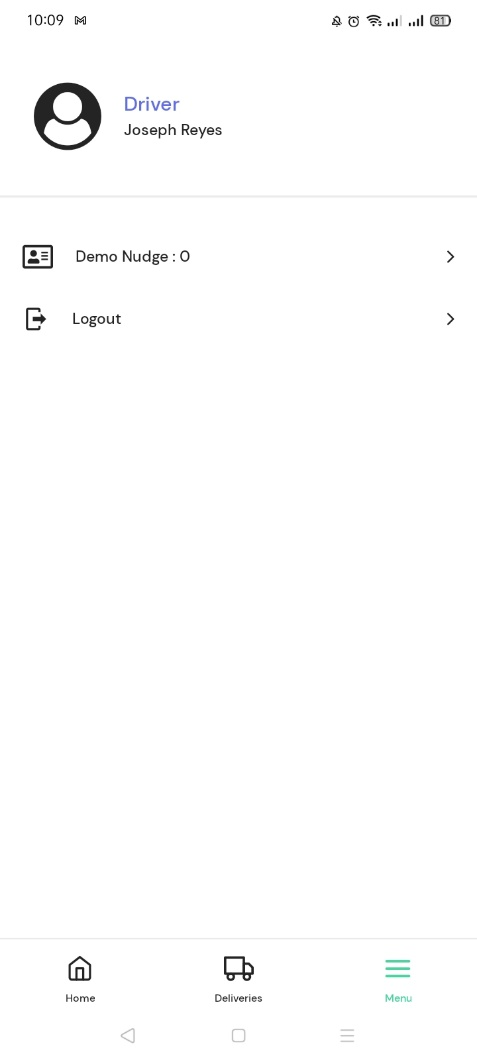 10:09
81
Driver
Joseph Reyes
Demo Nudge : 0
Logout
Home
Deliveries
Menu